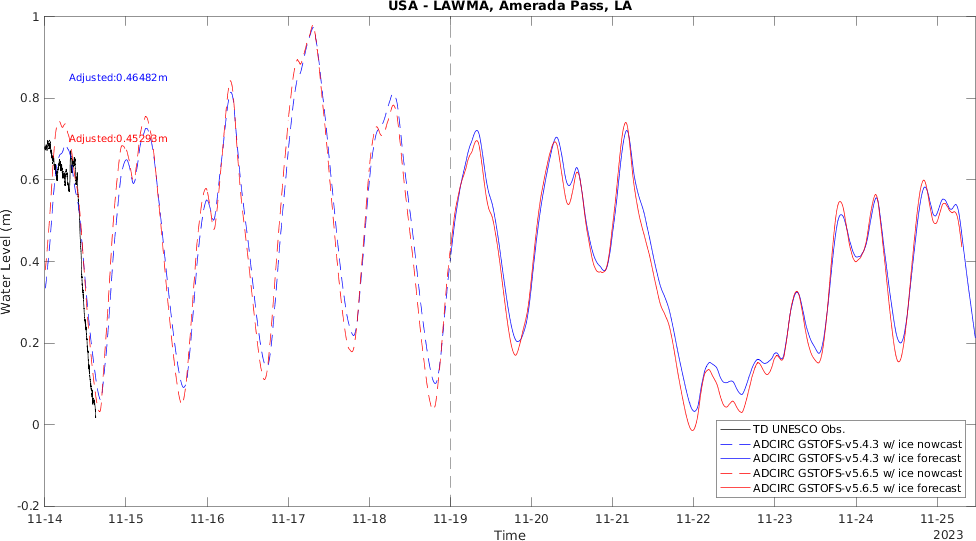 USA - LAWMA, Amerada Pass, LA
Water Level (m)
1
0.8
0.6
0.4
0.2
0
-0.2
Adjusted:0.46482m
Adjusted:0.45293m
TD UNESCO Obs.
ADCIRC GSTOFS-v5.4.3 w/ ice nowcast
ADCIRC GSTOFS-v5.4.3 w/ ice forecast
ADCIRC GSTOFS-v5.6.5 w/ ice nowcast
ADCIRC GSTOFS-v5.6.5 w/ ice forecast
11-14 11-15 11-16 11-17 11-18 11-19 11-20 11-21 11-22 11-23 11-24 11-25
Time
2023